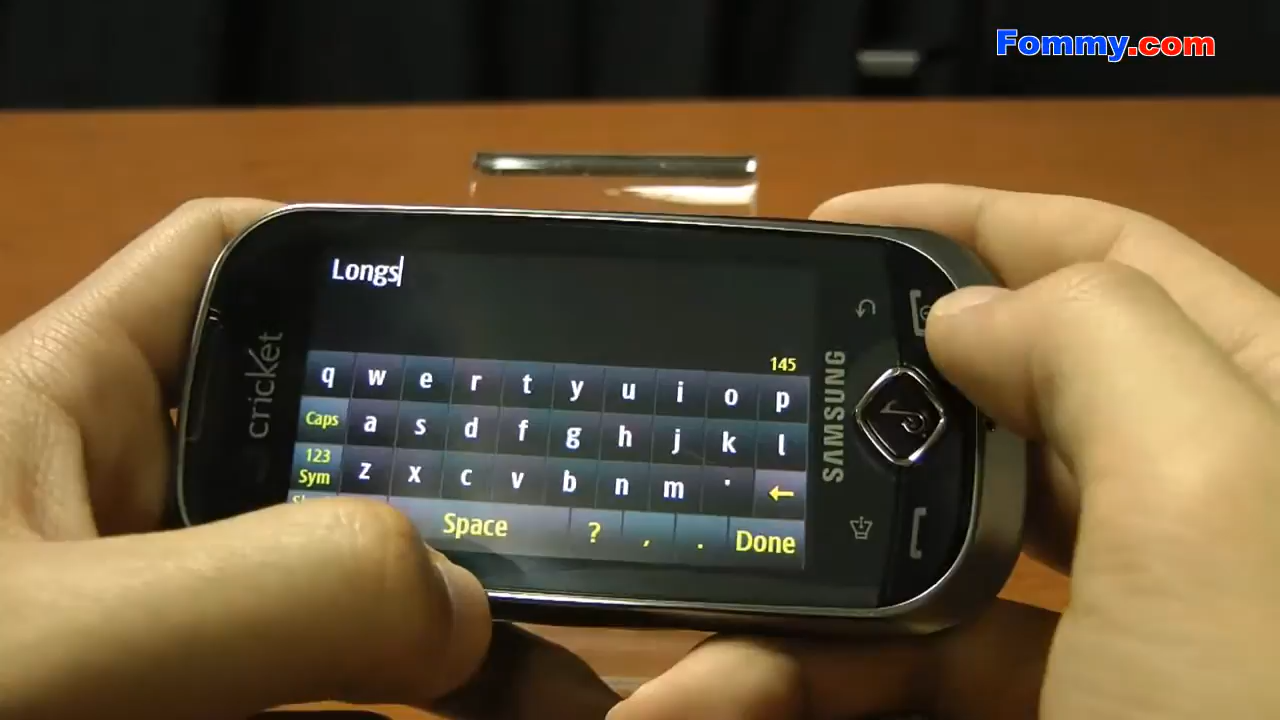 Fommy.com
Longs
145
q w e r t y u i o p
Caps a s d f g h j k l
123
Sym z x c v b n m ←
Space ? , . Done
cricket
SAMSUNG